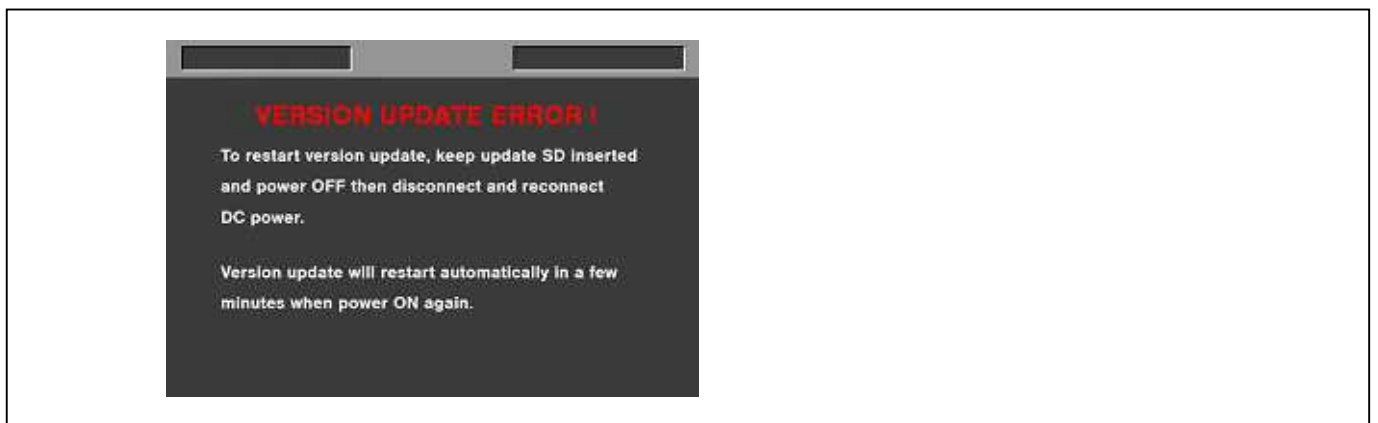 VERSION UPDATE ERROR !
To restart version update, keep update SD inserted
and power OFF then disconnect and reconnect
DC power.
Version update will restart automatically in a few
minutes when power ON again.